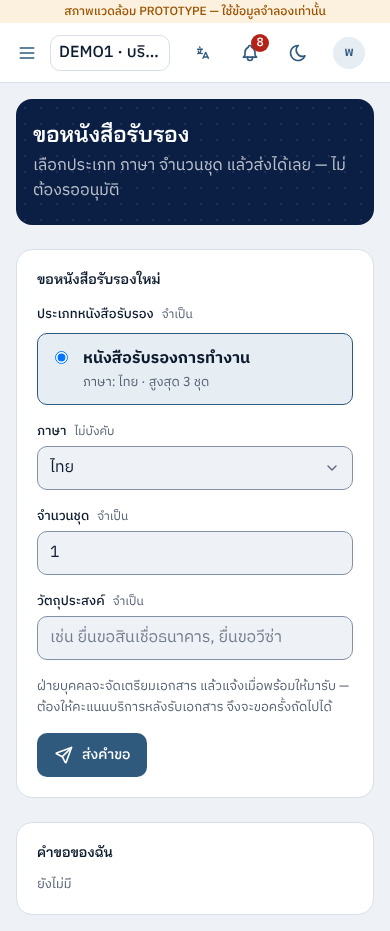 สภาพแวดล้อม PROTOTYPE — ใช้ข้อมูลจำลองเท่านั้น
DEMO1 · บริ...
8
พ
ขอหนังสือรับรอง
เลือกประเภท ภาษา จำนวนชุด แล้วส่งได้เลย — ไม่
ต้องรออนุมัติ
ขอหนังสือรับรองใหม่
ประเภทหนังสือรับรอง จำเป็น
หนังสือรับรองการทำงาน
ภาษา: ไทย · สูงสุด 3 ชุด
ภาษา ไม่บังคับ
ไทย
จำนวนชุด จำเป็น
1
วัตถุประสงค์ จำเป็น
เช่น ยื่นขอสินเชื่อธนาคาร, ยื่นขอวีซ่า
ฝ่ายบุคคลจะจัดเตรียมเอกสาร แล้วแจ้งเมื่อพร้อมให้มารับ —
ต้องให้คะแนนบริการหลังรับเอกสาร จึงจะขอครั้งถัดไปได้
ส่งคำขอ
คำขอของฉัน
ยังไม่มี